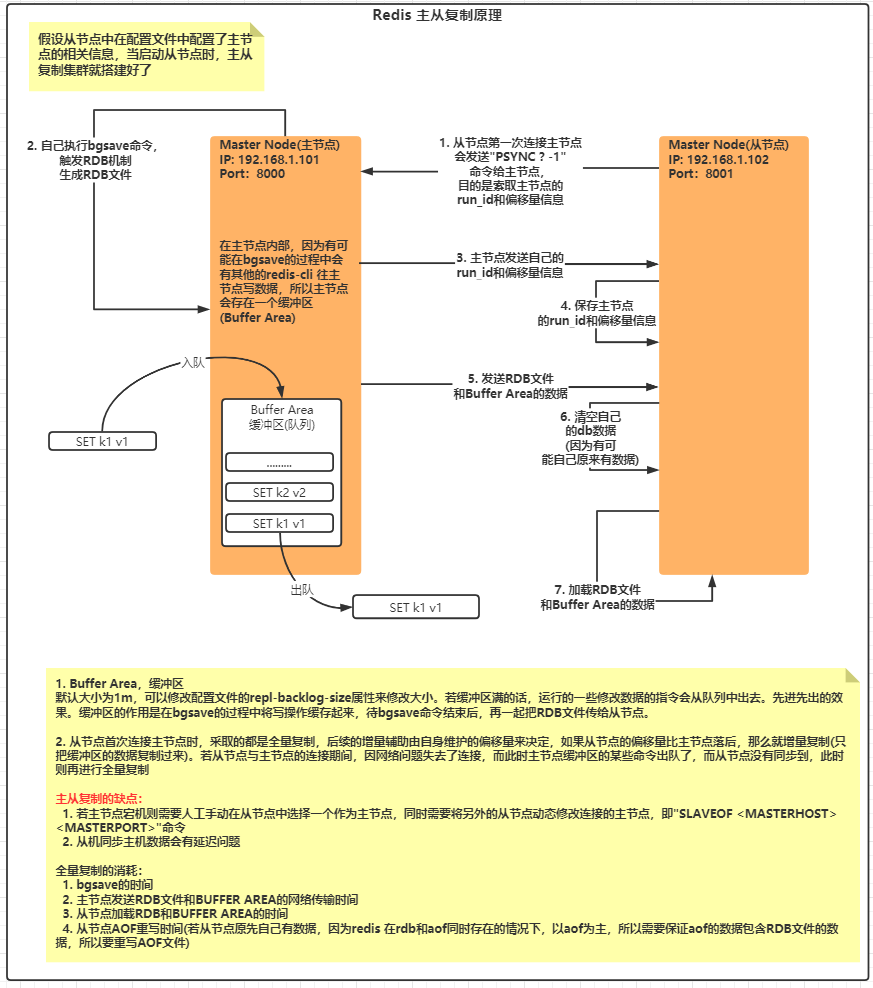 Redis 主从复制原理
假设从节点中在配置文件中配置了主节
点的相关信息，当启动从节点时，主从
复制集群就搭建好了
2. 自己执行bgsave命令，
触发RDB机制
生成RDB文件
Master Node(主节点)
IP: 192.168.1.101
Port：8000
1. 从节点第一次连接主节点
会发送"PSYNC ? -1"
命令给主节点，
目的是索取主节点的
run_id和偏移量信息
Master Node(从节点)
IP: 192.168.1.102
Port：8001
在主节点内部，因为有可
能在bgsave的过程中会
有其他的redis-cli 往主
节点写数据，所以主节点
会存在一个缓冲区
(Buffer Area)
3. 主节点发送自己的
run_id和偏移量信息
4. 保存主节点
的run_id和偏移量信息
入队
5. 发送RDB文件
和Buffer Area的数据
SET k1 v1
Buffer Area
缓冲区(队列)
.........
SET k2 v2
SET k1 v1
6. 清空自己
的db数据
(因为有可
能自己原来有数据)
出队
SET k1 v1
7. 加载RDB文件
和Buffer Area的数据
1. Buffer Area，缓冲区
默认大小为1m，可以修改配置文件的repl-backlog-size属性来修改大小。若缓冲区满的话，运行的一些修改数据的指令会从队列中出去。先进先出的效
果。缓冲区的作用是在bgsave的过程中将写操作缓存起来，待bgsave命令结束后，再一起把RDB文件传给从节点。
2. 从节点首次连接主节点时，采取的都是全量复制，后续的增量辅助由自身维护的偏移量来决定，如果从节点的偏移量比主节点落后，那么就增量复制(只
把缓冲区的数据复制过来)。若从节点与主节点的连接期间，因网络问题失去了连接，而此时主节点缓冲区的某些命令出队了，而从节点没有同步到，此时
则再进行全量复制
主从复制的缺点：
1. 若主节点宕机则需要人工手动在从节点中选择一个作为主节点，同时需要将另外的从节点动态修改连接的主节点，即"SLAVEOF <MASTERHOST>
<MASTERPORT>"命令
2. 从机同步主机数据会有延迟问题
全量复制的消耗：
1. bgsave的时间
2. 主节点发送RDB文件和BUFFER AREA的网络传输时间
3. 从节点加载RDB和BUFFER AREA的时间
4. 从节点AOF重写时间(若从节点原先自己有数据，因为redis 在rdb和aof同时存在的情况下，以aof为主，所以需要保证aof的数据包含RDB文件的数
据，所以要重写AOF文件)